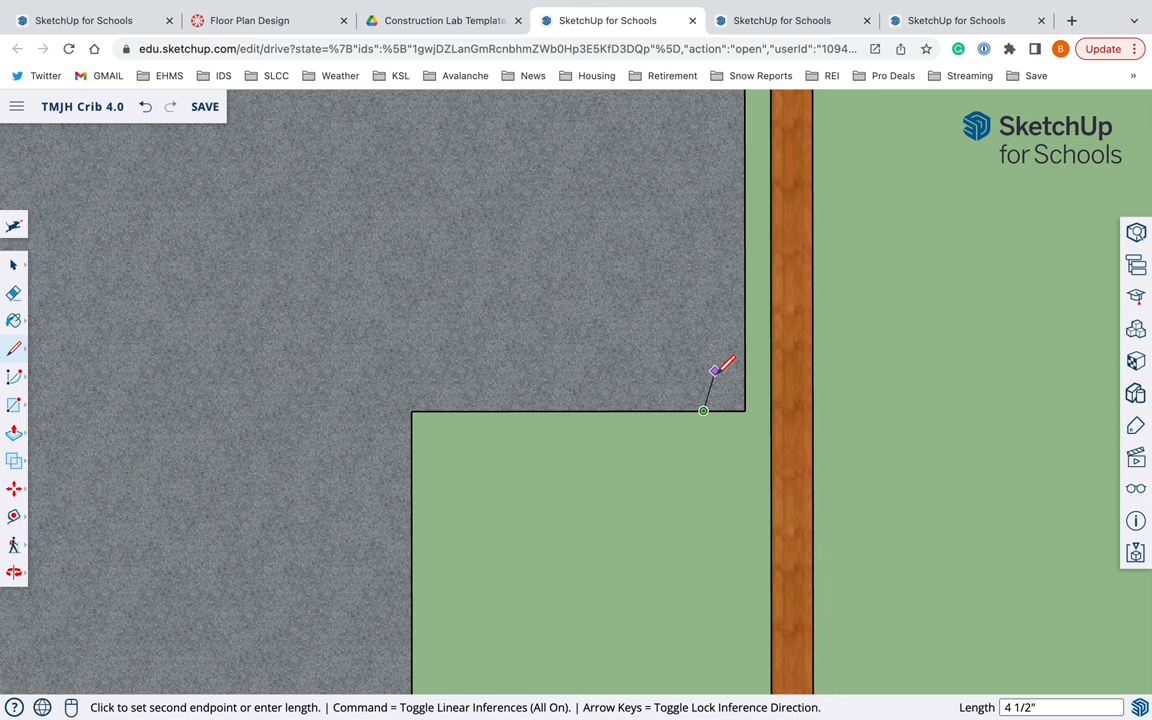 SketchUp for Schools
Floor Plan Design
Construction Lab Template
SketchUp for Schools
SketchUp for Schools
SketchUp for Schools
edu.sketchup.com/edit/drive?state=%7B"ids":%5B"1gwjDZLanGmRcnbhmZWb0Hp3E5KfD3DQp"%5D,"action":"open","userId":"1094...
B
Update
Twitter GMAIL EHMS IDS SLCC Weather KSL Avalanche News Housing Retirement Snow Reports REI Pro Deals Streaming Save »
TMJH Crib 4.0 SAVE
SketchUp
for Schools
Click to set second endpoint or enter length. | Command = Toggle Linear Inferences (All On). | Arrow Keys = Toggle Lock Inference Direction.
Length 4 1/2"